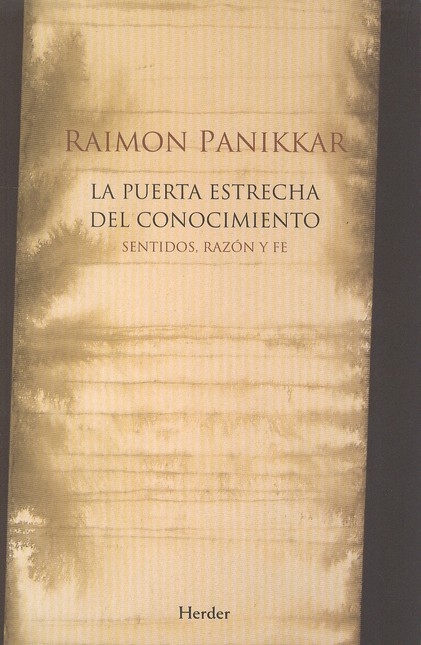 RAIMON PANIKKAR
LA PUERTA ESTRECHA
DEL CONOCIMIENTO
SENTIDOS, RAZÓN Y FE
Herder